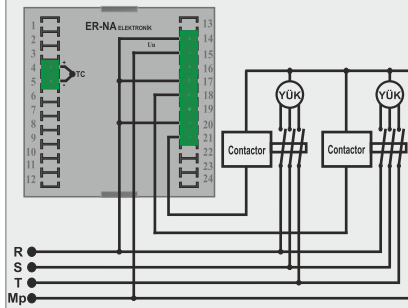 ER-NA ELEKTRONİK
1
2
3
4
5
6
7
8
9
10
11
12
+
TC
-
Un
13
14
15
16
17
18
19
20
21
22
23
24
YÜK
YÜK
Contactor
Contactor
R
S
T
Mp